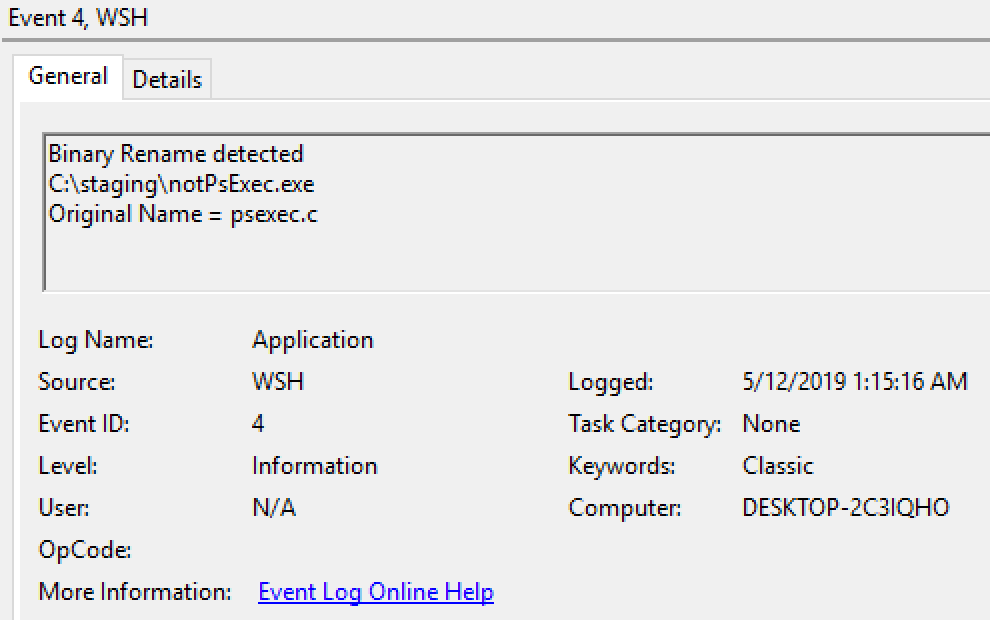 Event 4, WSH
General Details
Binary Rename detected
C:\staging\notPsExec.exe
Original Name = psexec.c
Log Name: Application
Source: WSH Logged: 5/12/2019 1:15:16 AM
Event ID: 4 Task Category: None
Level: Information Keywords: Classic
User: N/A Computer: DESKTOP-2C3IQHO
OpCode:
More Information: Event Log Online Help